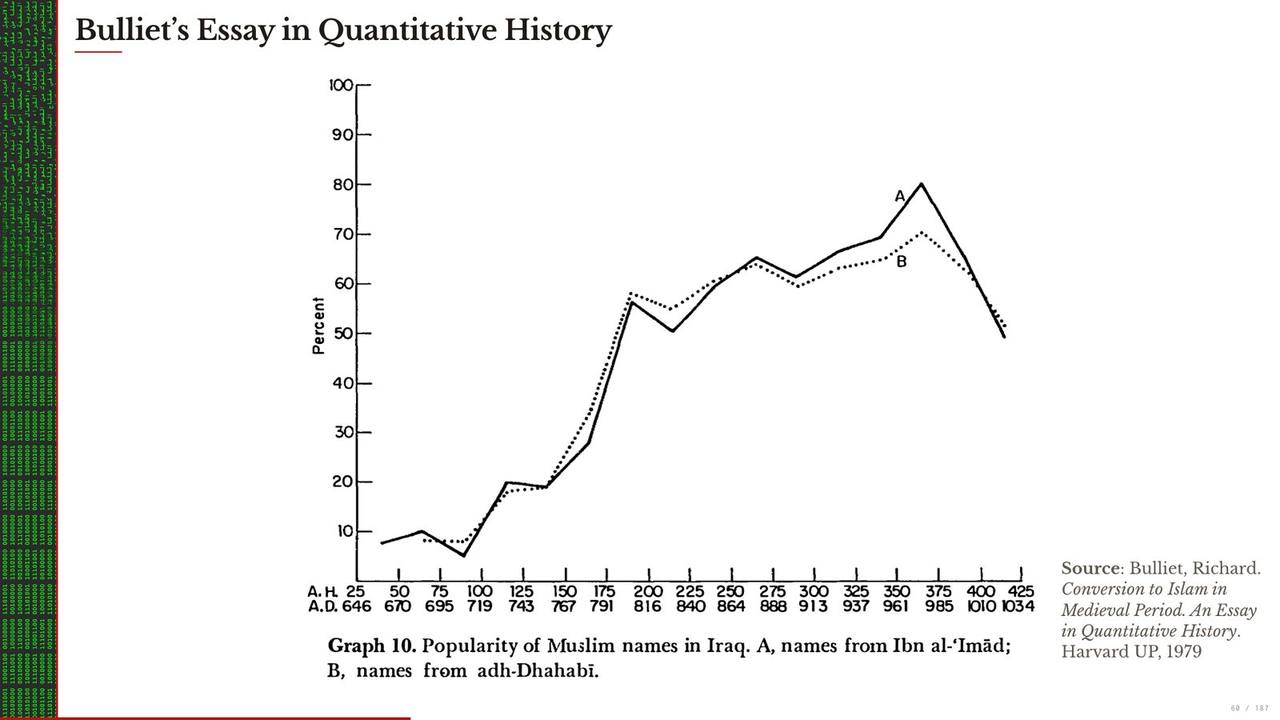 Bulliet’s Essay in Quantitative History
100
90
80
70
60
50
40
30
20
10
Percent
A
B
A. H. 25 50 75 100 125 150 175 200 225 250 275 300 325 350 375 400 425
A.D. 646 670 695 719 743 767 791 816 840 864 888 913 937 961 985 1010 1034
Graph 10. Popularity of Muslim names in Iraq. A, names from Ibn al-‘Imād;
B, names from adh-Dhahabī.
Source: Bulliet, Richard.
Conversion to Islam in
Medieval Period. An Essay
in Quantitative History.
Harvard UP, 1979
60 / 187